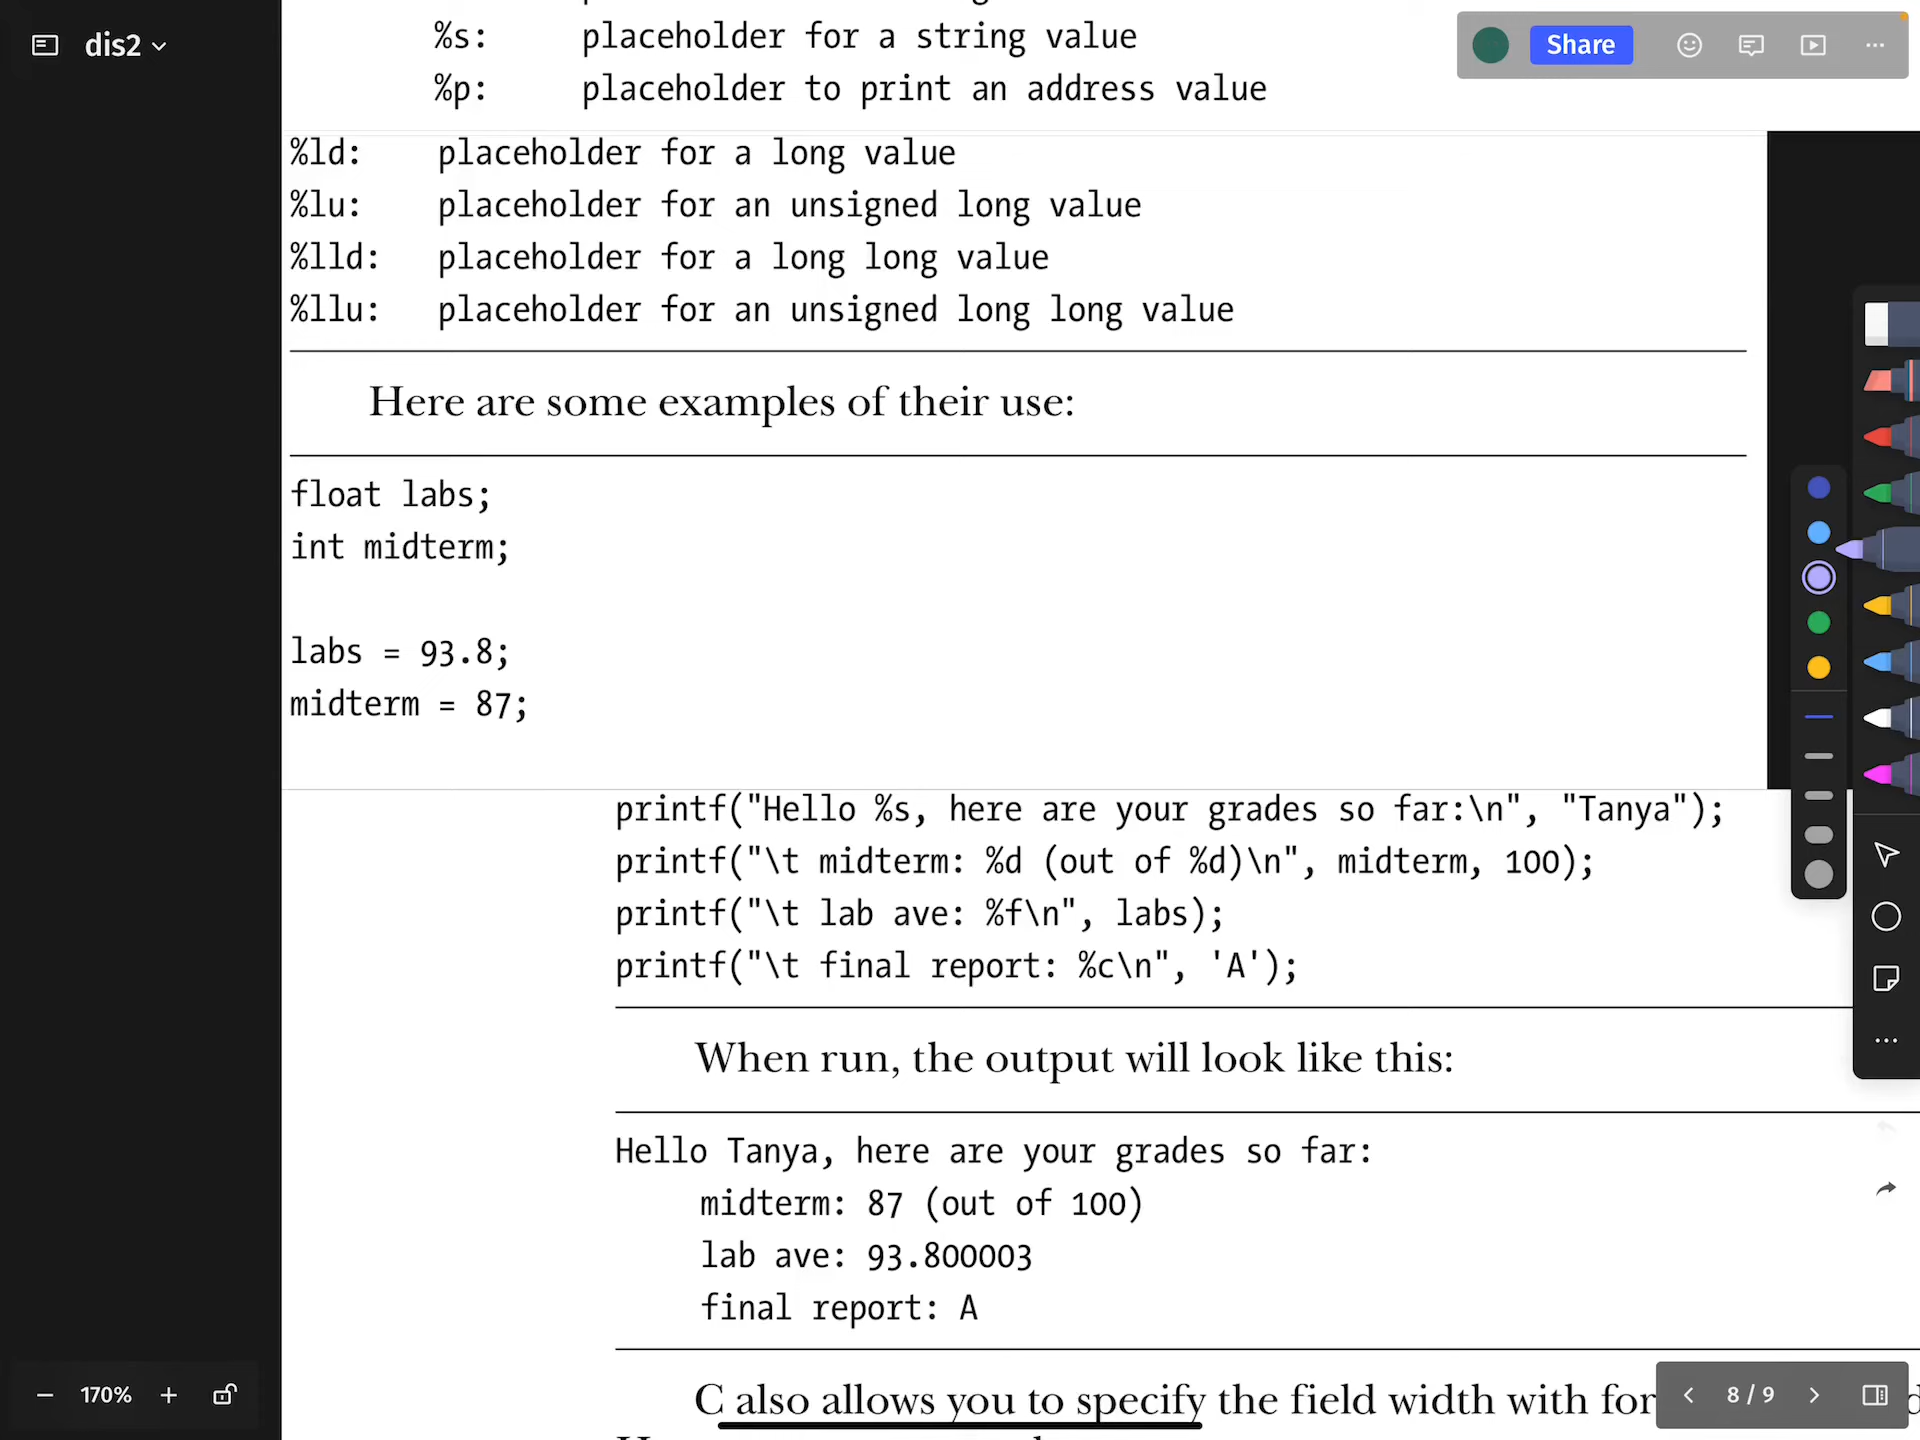 dis2
Share
%s: placeholder for a string value
%p: placeholder to print an address value
%ld: placeholder for a long value
%lu: placeholder for an unsigned long value
%lld: placeholder for a long long value
%llu: placeholder for an unsigned long long value
Here are some examples of their use:
float labs;
int midterm;
labs = 93.8;
midterm = 87;
printf("Hello %s, here are your grades so far:\n", "Tanya");
printf("\t midterm: %d (out of %d)\n", midterm, 100);
printf("\t lab ave: %f\n", labs);
printf("\t final report: %c\n", 'A');
When run, the output will look like this:
Hello Tanya, here are your grades so far:
midterm: 87 (out of 100)
lab ave: 93.800003
final report: A
C also allows you to specify the field width with for
170%
8 / 9